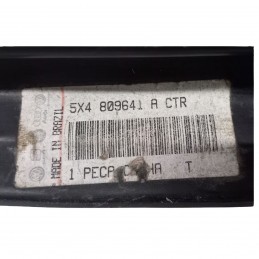 5X4 809641 A CTR
MADE IN BRAZIL
1 PECA T